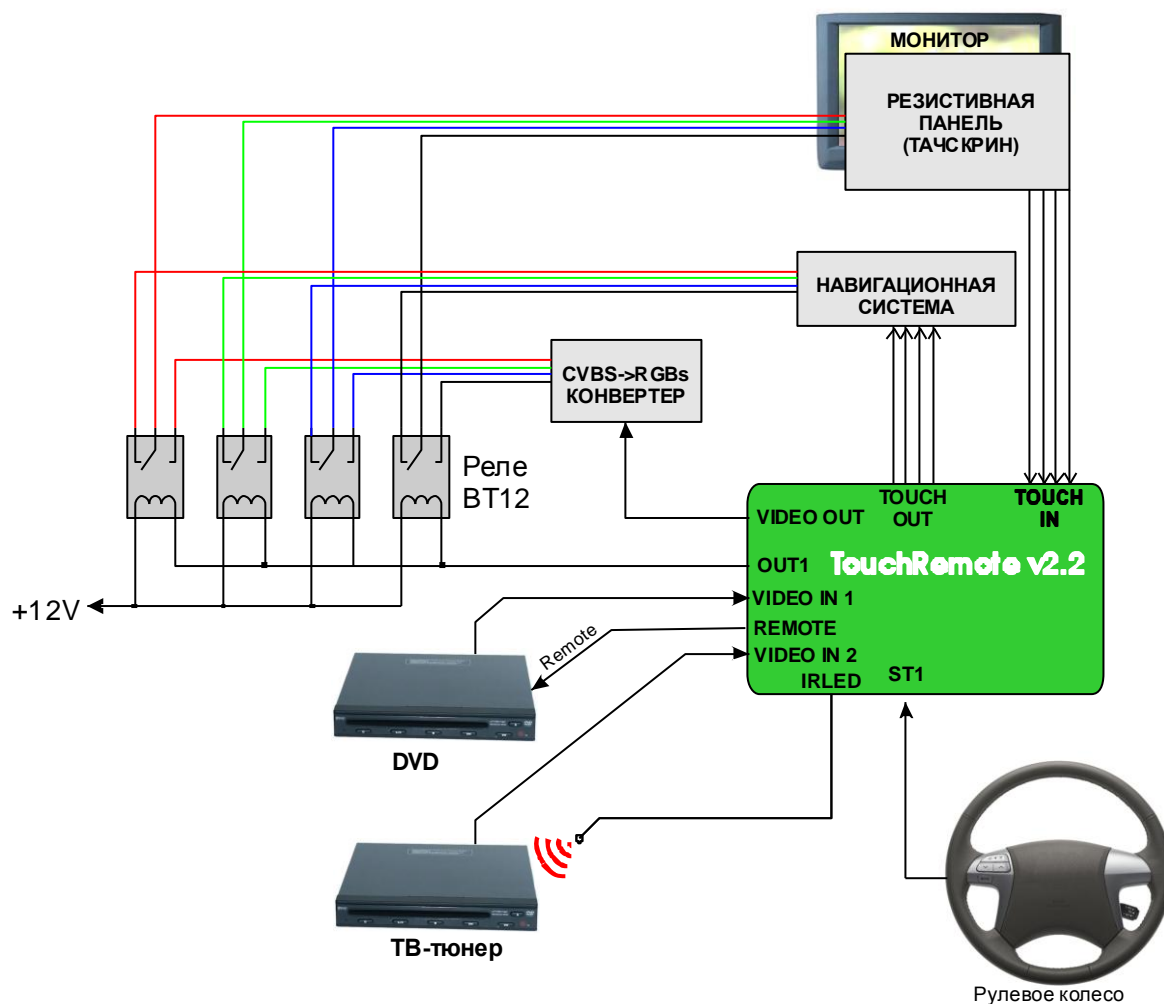 МОНИТОР
РЕЗИСТИВНАЯ
ПАНЕЛЬ
(ТАЧСКРИН)
НАВИГАЦИОННАЯ
СИСТЕМА
CVBS->RGBs
КОНВЕРТЕР
Реле
BT12
VIDEO OUT
TOUCH
OUT
TOUCH
IN
OUT1
TouchRemote v2.2
+12V
VIDEO IN 1
REMOTE
Remote
VIDEO IN 2
IRLED
ST1
DVD
ТВ-тюнер
Рулевое колесо